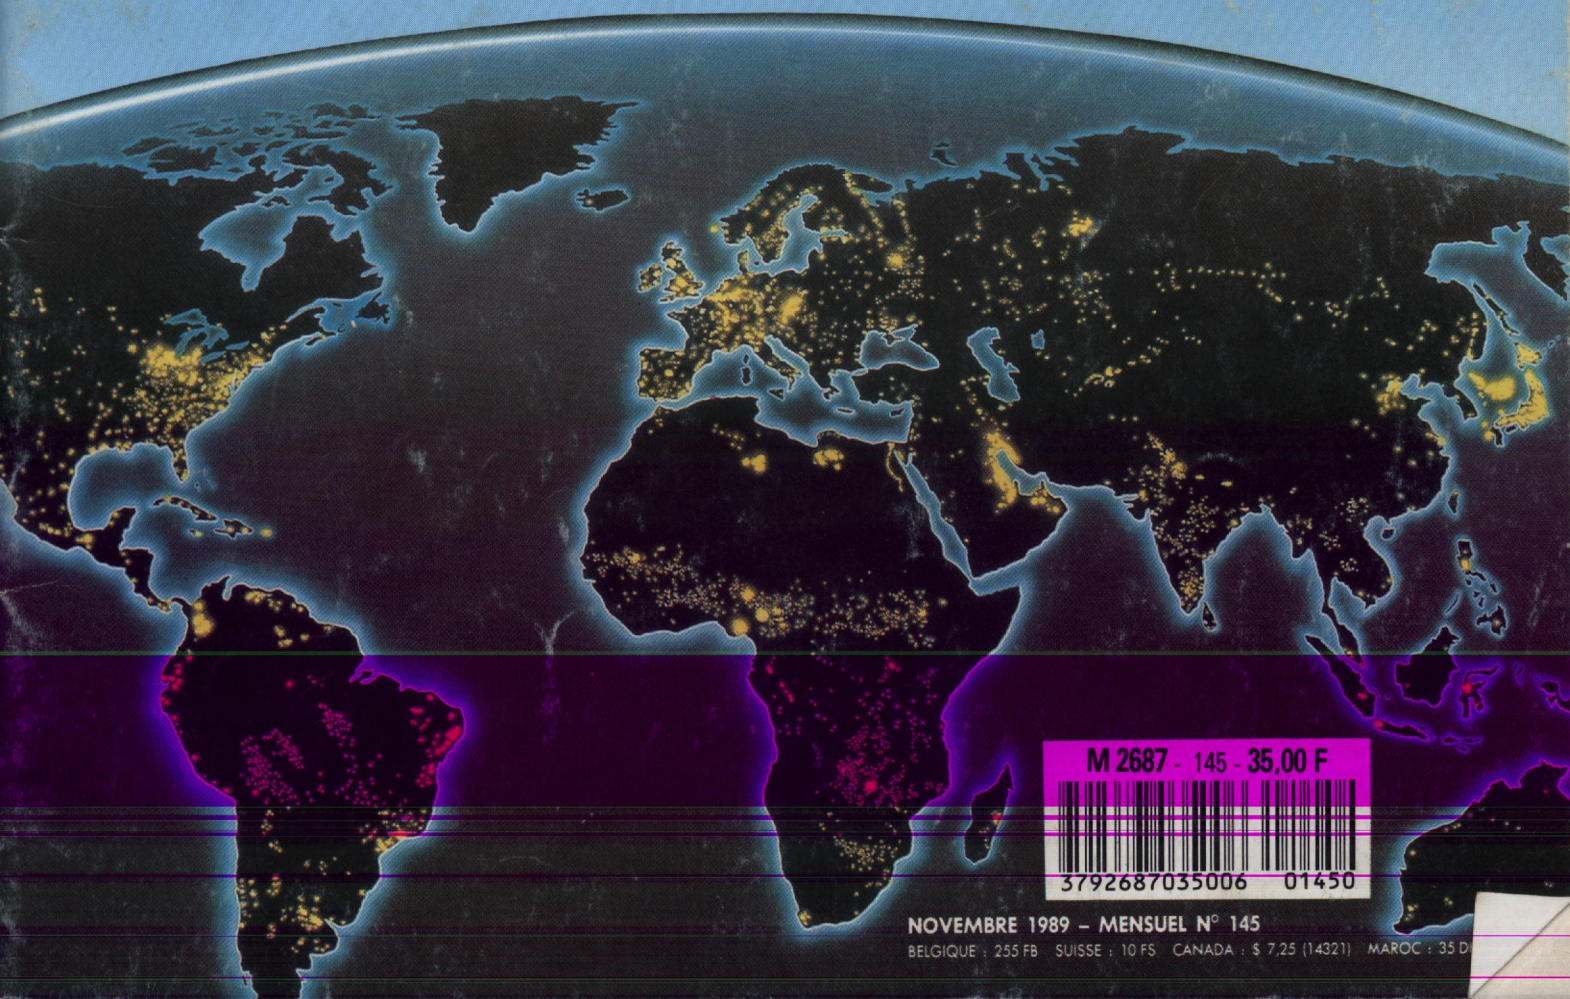 M 2687 - 145 - 35,00 F
3792687035006 01450
NOVEMBRE 1989 – MENSUEL N° 145
BELGIQUE : 255 FB SUISSE : 10 FS CANADA : $ 7,25 (14321) MAROC : 35 D